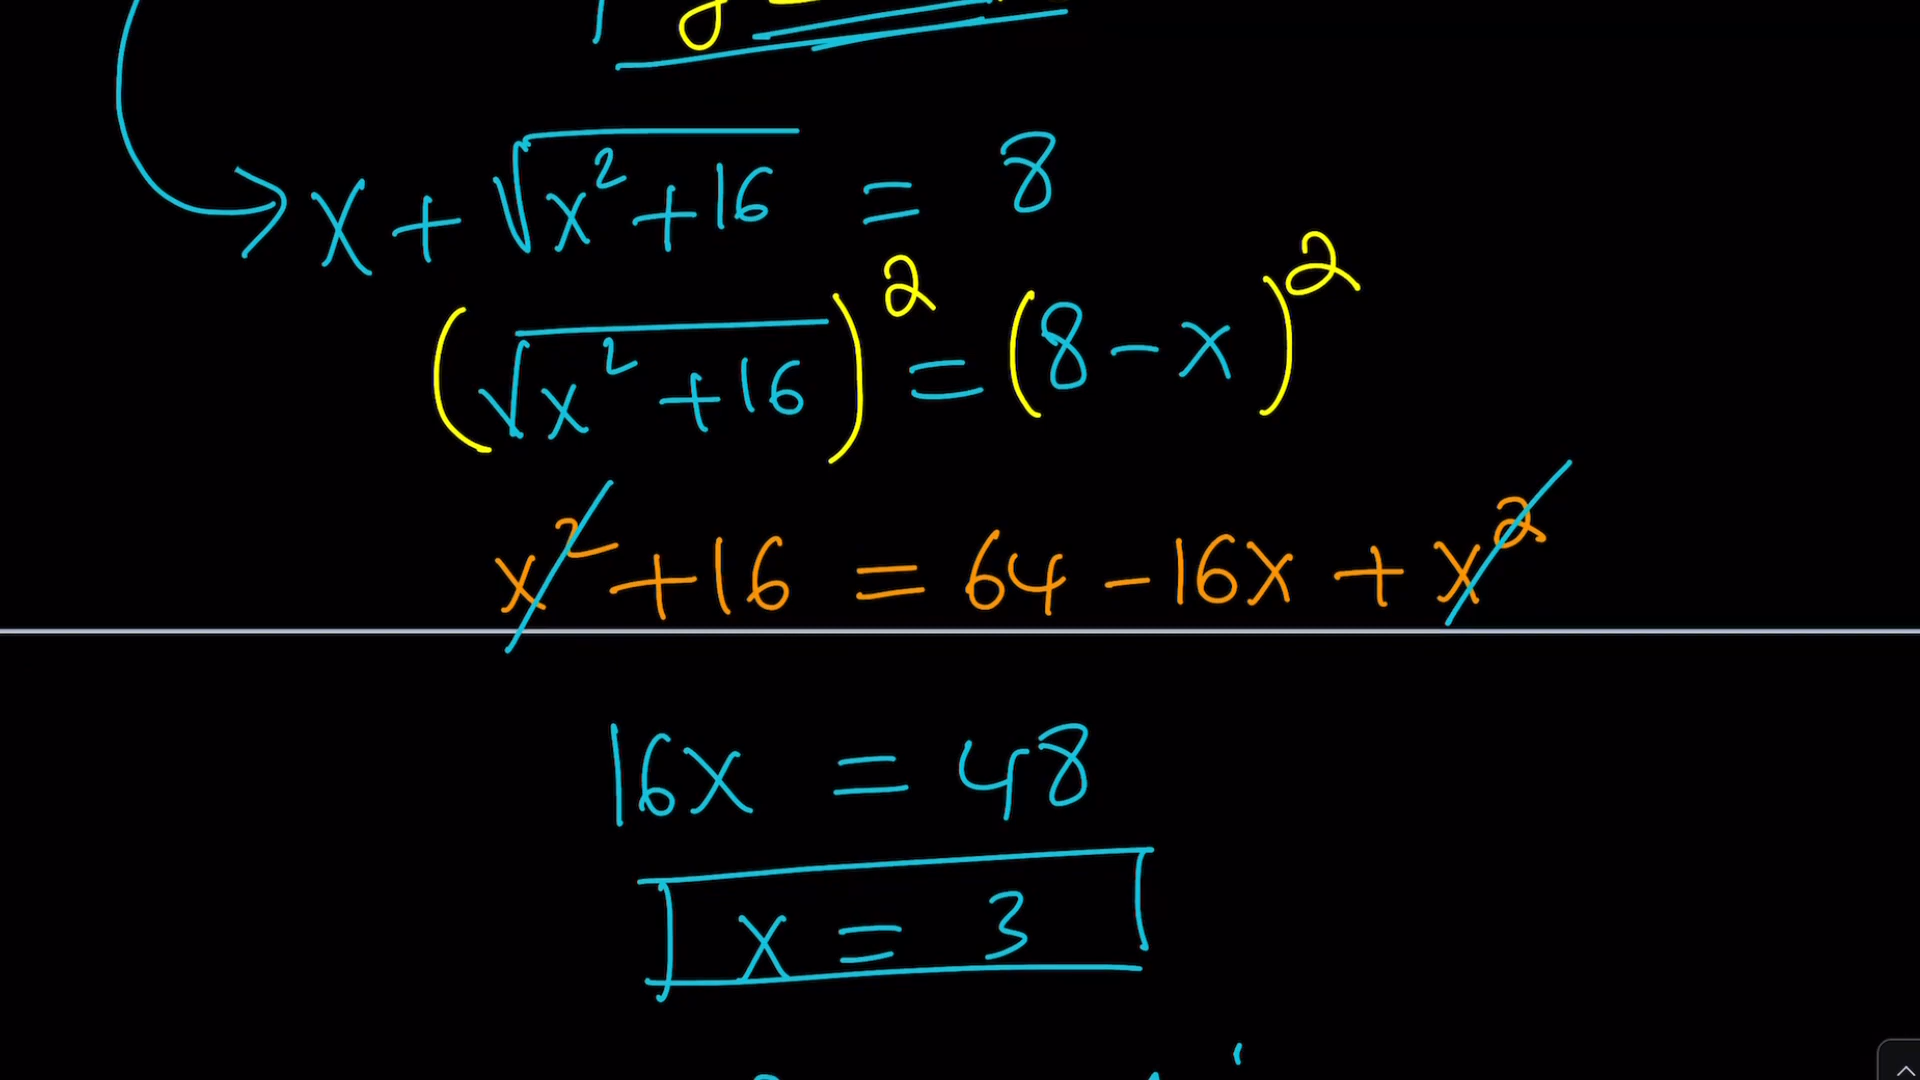 x + √x² + 16 = 8
(√x² + 16)² = (8 - x)²
x² + 16 = 64 - 16x + x²
16x = 48
x = 3